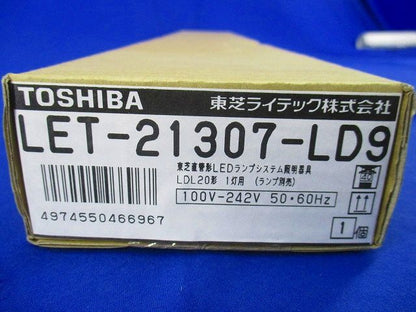 TOSHIBA 東芝ライテック株式会社
LET-21307-LD9
東芝直管形LEDランプシステム照明器具
LDL20形 1灯用 (ランプ別売)
100V-242V 50・60Hz
4974550466967
1個